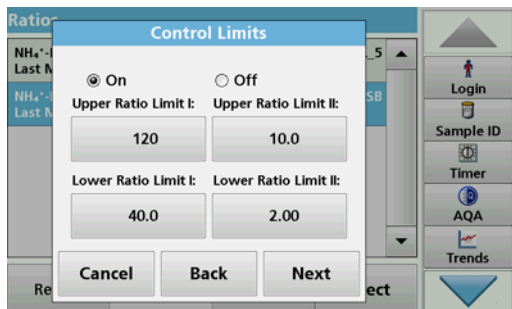 Ratios
Control Limits
NH₄⁺-
Last
_5
On
Off
NH₄⁺-
Last
SB
Upper Ratio Limit I:
Upper Ratio Limit II:
120
10.0
Lower Ratio Limit I:
Lower Ratio Limit II:
40.0
2.00
Cancel
Back
Next
Re
ect
Login
Sample ID
Timer
AQA
Trends